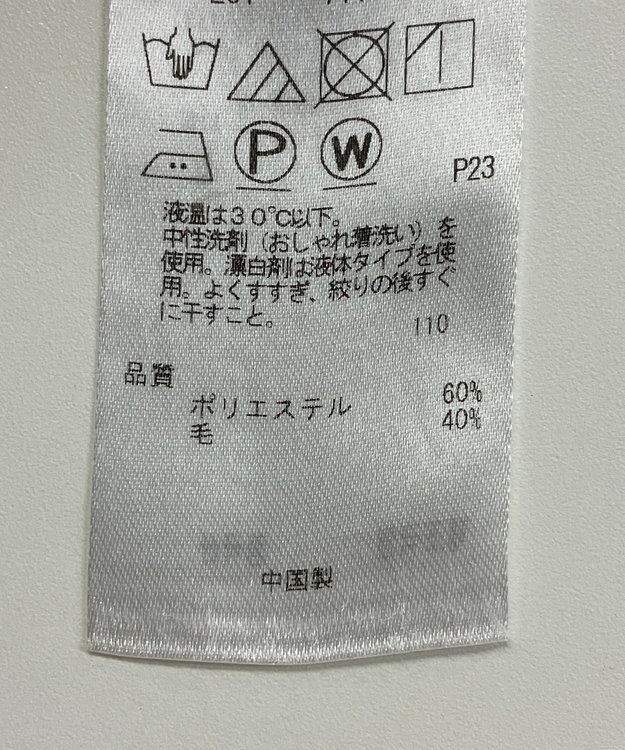 P
W
P23
液温は30℃以下。
中性洗剤（おしゃれ着洗い）を
使用。漂白剤は液体タイプを使
用。よくすすぎ、絞りの後すぐ
に干すこと。
110
品質
ポリエステル 60%
毛 40%
中国製